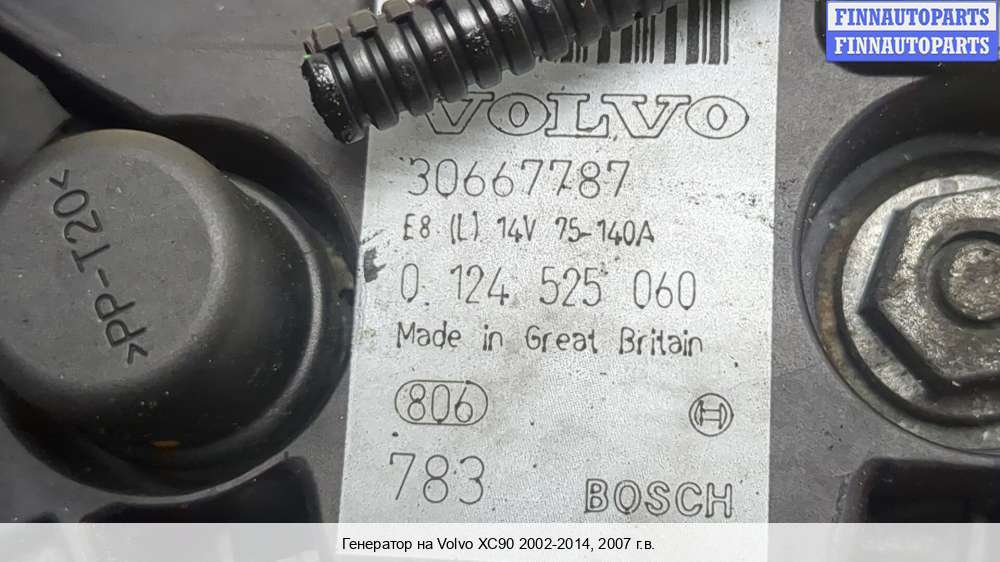 FINNAUTOPARTS
FINNAUTOPARTS
VOLVO
30667787
E8 (L) 14V 75-140A
0 124 525 060
Made in Great Britain
806
783
BOSCH
>PP-T20<
Генератор на Volvo XC90 2002-2014, 2007 г.в.